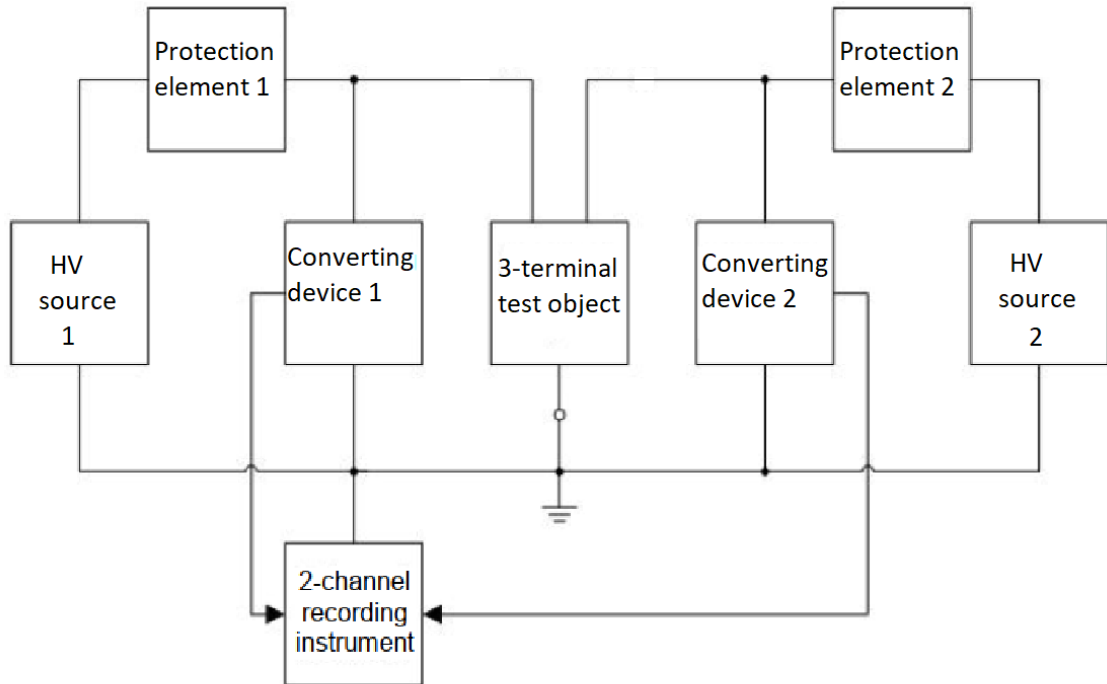 Protection
element 1
Protection
element 2
HV
source
1
Converting
device 1
3-terminal
test object
Converting
device 2
HV
source
2
2-channel
recording
instrument